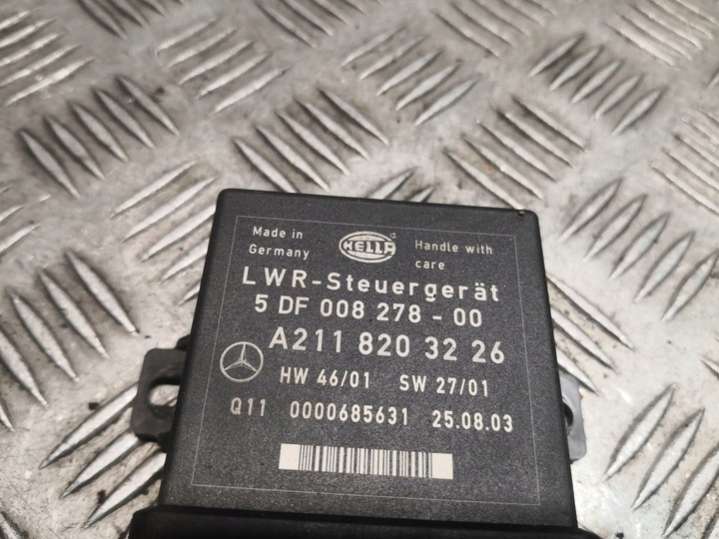 Made in
Germany
HELLA
Handle with
care
LWR-Steuergerät
5 DF 008 278 - 00
A211 820 32 26
HW 46/01 SW 27/01
Q11 0000685631 25.08.03